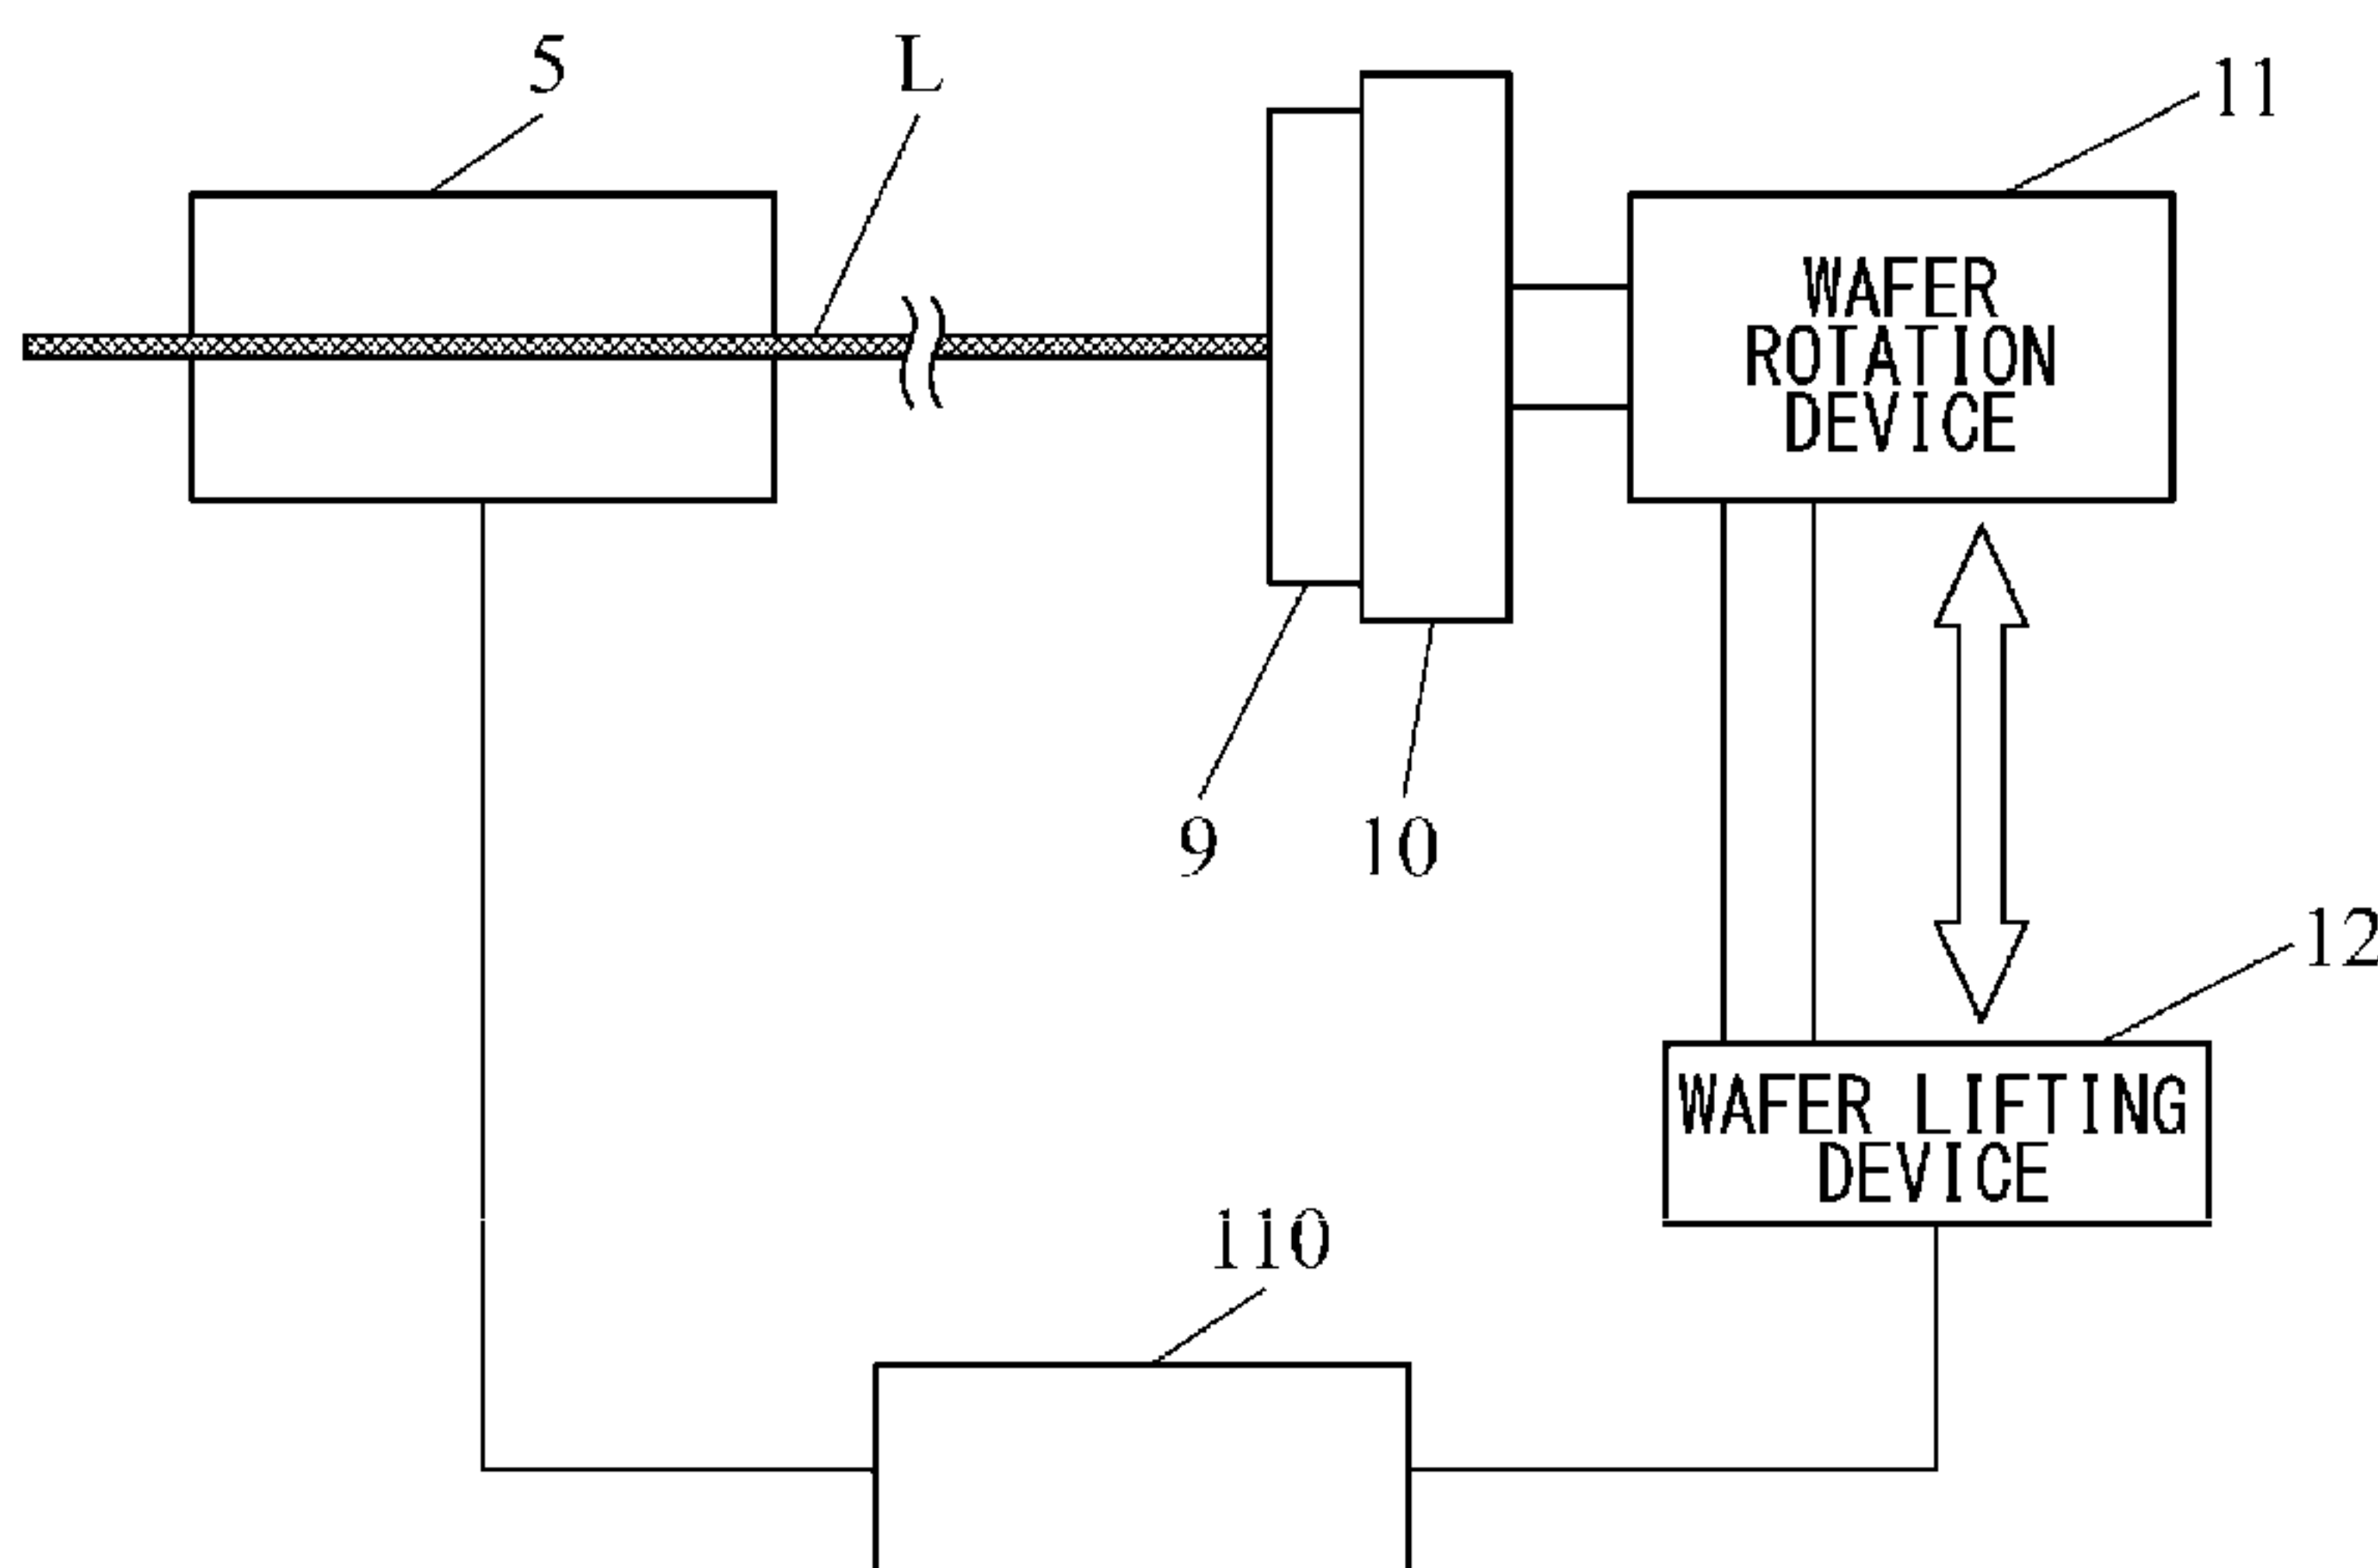 5
L
11
WAFER
ROTATION
DEVICE
9
10
12
WAFER LIFTING
DEVICE
110